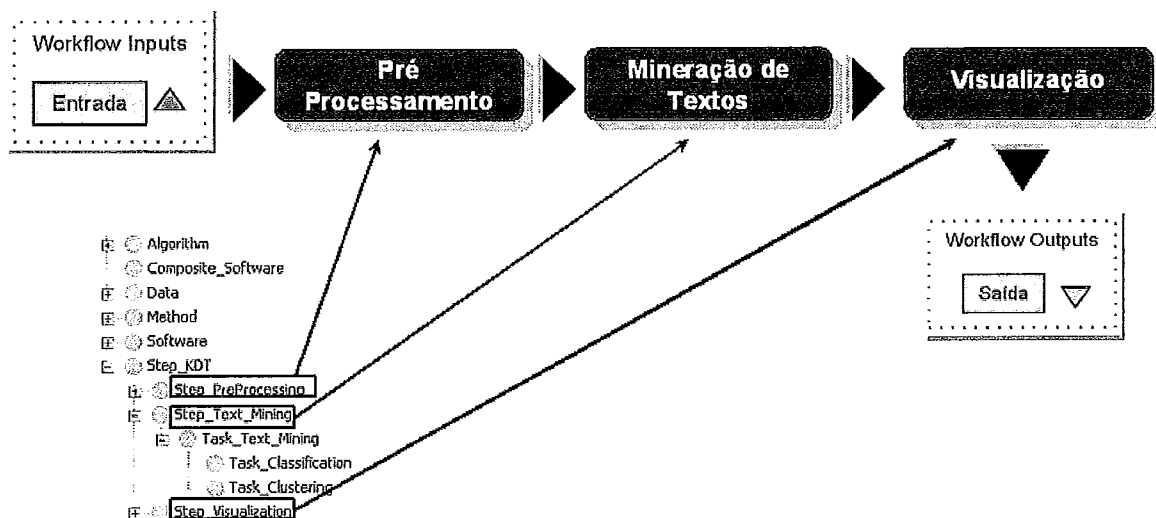 Workflow Inputs
Entrada
Pré
Processamento
Mineração de
Textos
Visualização
Workflow Outputs
Saída
Algorithm
Composite_Software
Data
Method
Software
Step_KDT
Step_PreProcessing
Step_Text_Mining
Task_Text_Mining
Task_Classification
Task_Clustering
Step_Visualization